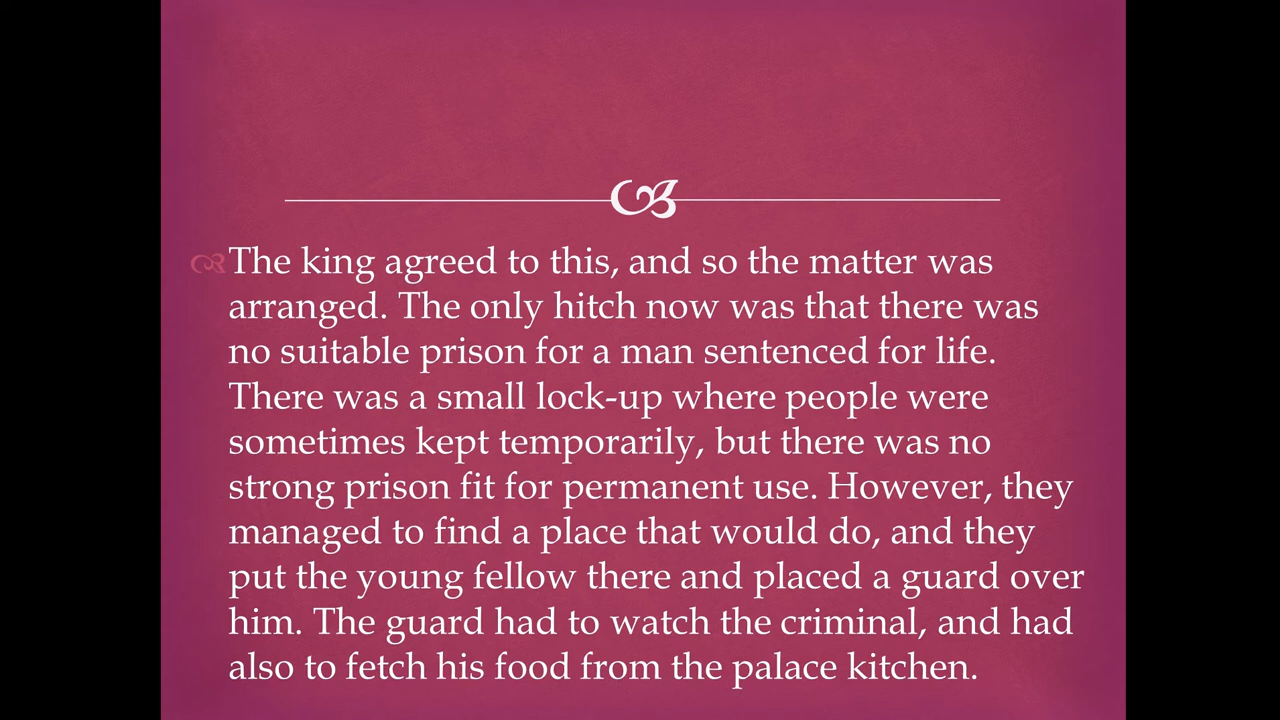 The king agreed to this, and so the matter was
arranged. The only hitch now was that there was
no suitable prison for a man sentenced for life.
There was a small lock-up where people were
sometimes kept temporarily, but there was no
strong prison fit for permanent use. However, they
managed to find a place that would do, and they
put the young fellow there and placed a guard over
him. The guard had to watch the criminal, and had
also to fetch his food from the palace kitchen.